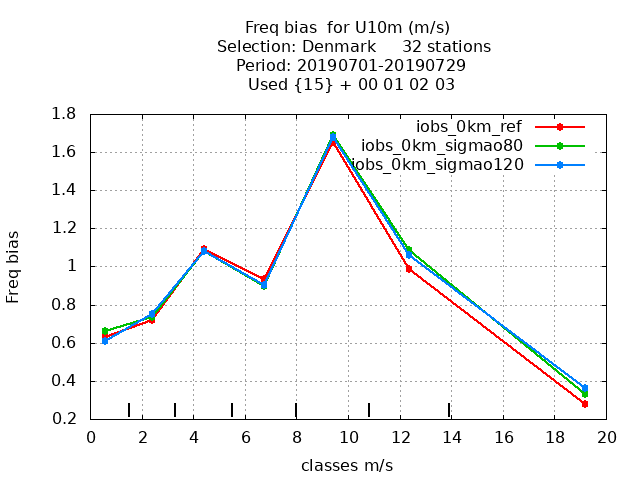 Freq bias  for U10m (m/s)
Selection: Denmark     32 stations
Period: 20190701-20190729
Used {15} + 00 01 02 03
iobs_0km_ref
iobs_0km_sigmao80
iobs_0km_sigmao120
Freq bias
1.8
1.6
1.4
1.2
1
0.8
0.6
0.4
0.2
0 2 4 6 8 10 12 14 16 18 20
classes m/s